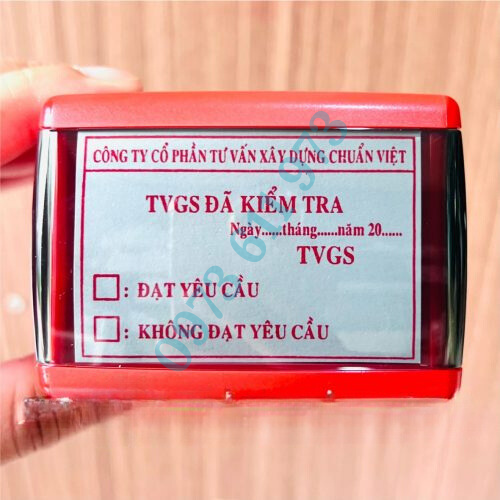 CÔNG TY CỔ PHẦN TƯ VẤN XÂY DỰNG CHUẨN VIỆT
TVGS ĐÃ KIỂM TRA
Ngày......tháng......năm 20......
TVGS
: ĐẠT YÊU CẦU
: KHÔNG ĐẠT YÊU CẦU